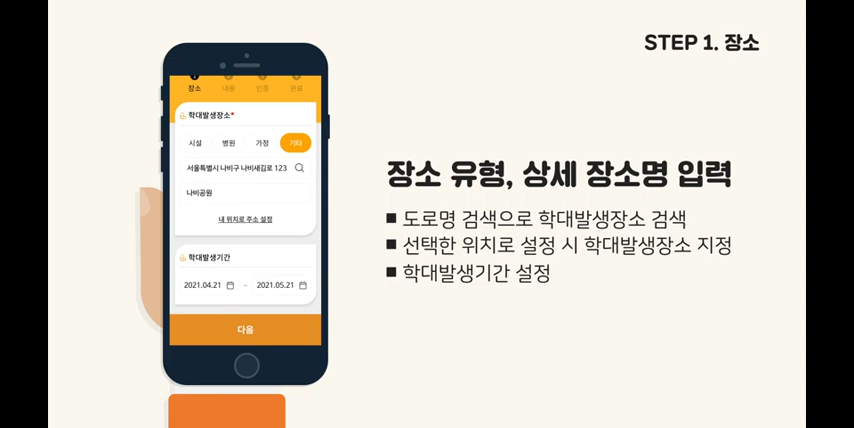 STEP 1. 장소
장소 내용 인증 완료
학대발생장소*
시설 병원 가정 기타
서울특별시 나비구 나비새김로 123
나비공원
내 위치로 주소 설정
학대발생기간
2021.04.21 ~ 2021.05.21
다음
장소 유형, 상세 장소명 입력
■ 도로명 검색으로 학대발생장소 검색
■ 선택한 위치로 설정 시 학대발생장소 지정
■ 학대발생기간 설정